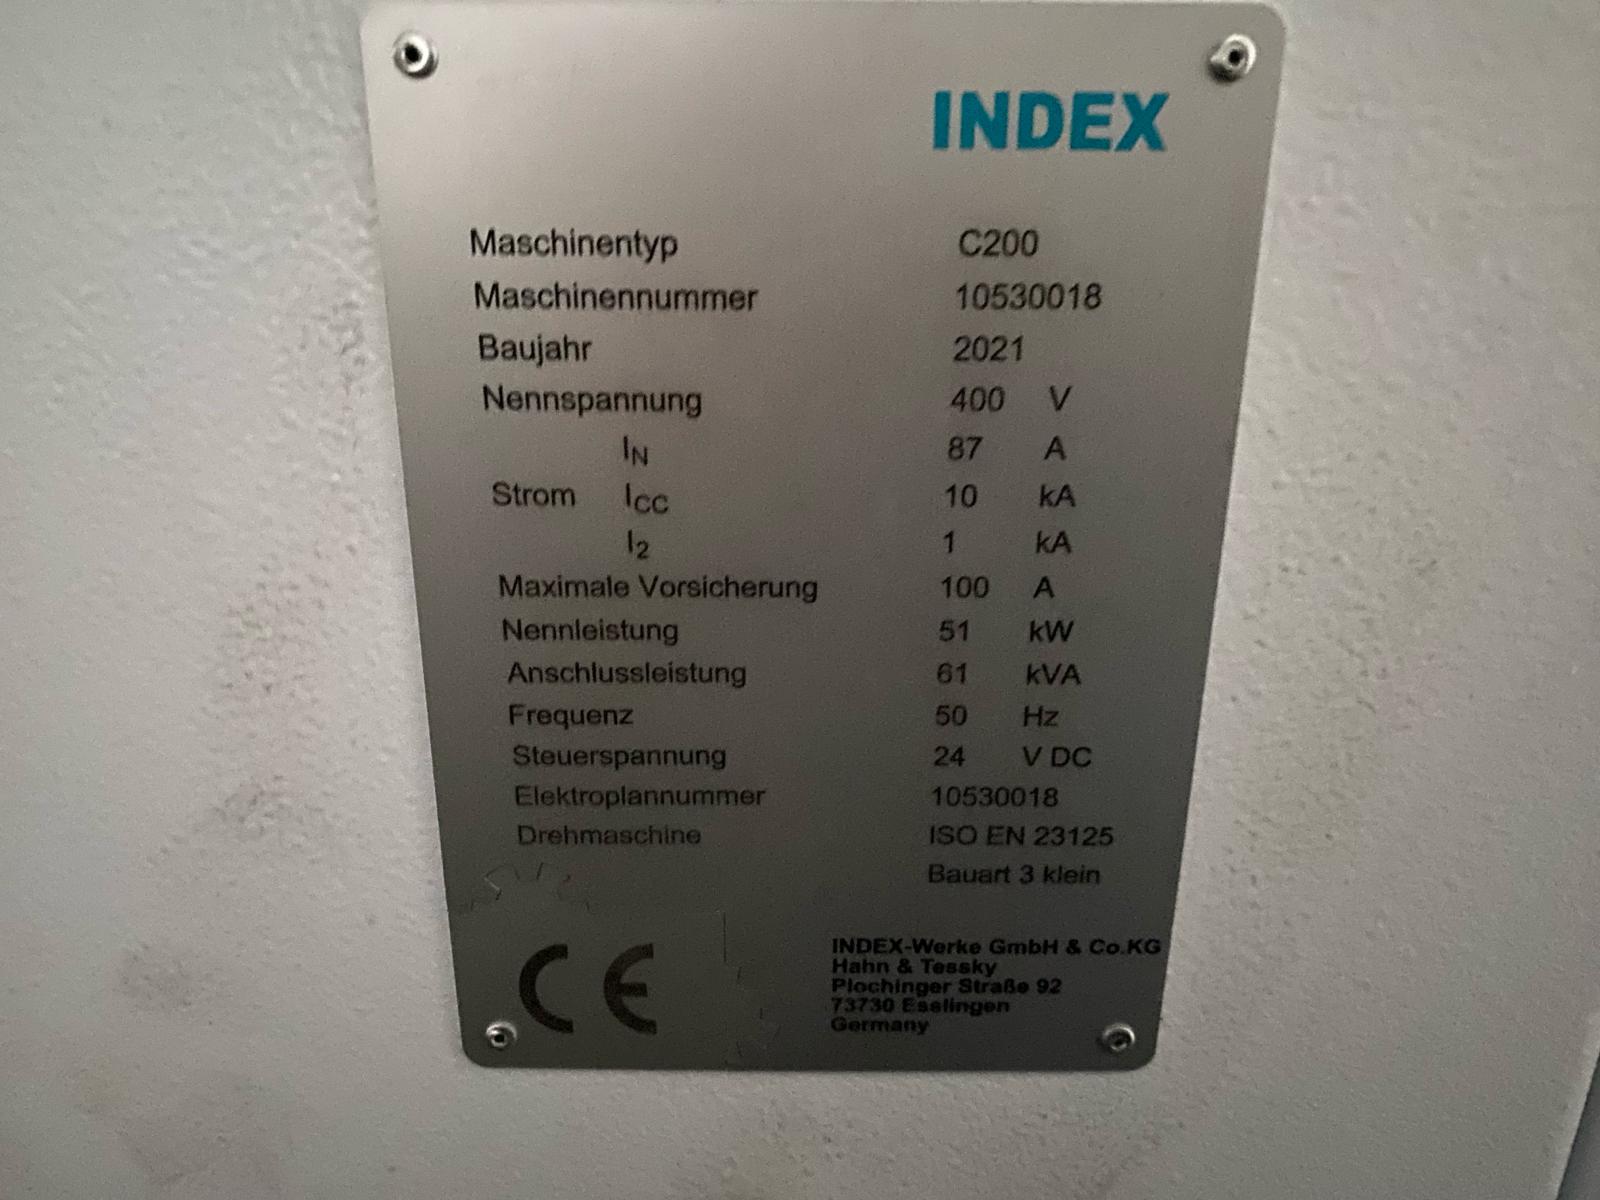 INDEX
Maschinentyp C200
Maschinennummer 10530018
Baujahr 2021
Nennspannung 400 V
IN 87 A
Strom ICC 10 kA
I2 1 kA
Maximale Vorsicherung 100 A
Nennleistung 51 kW
Anschlussleistung 61 kVA
Frequenz 50 Hz
Steuerspannung 24 V DC
Elektroplannummer 10530018
Drehmaschine ISO EN 23125
Bauart 3 klein
CE
INDEX-Werke GmbH & Co.KG
Hahn & Tessky
Plochinger Straße 92
73730 Esslingen
Germany